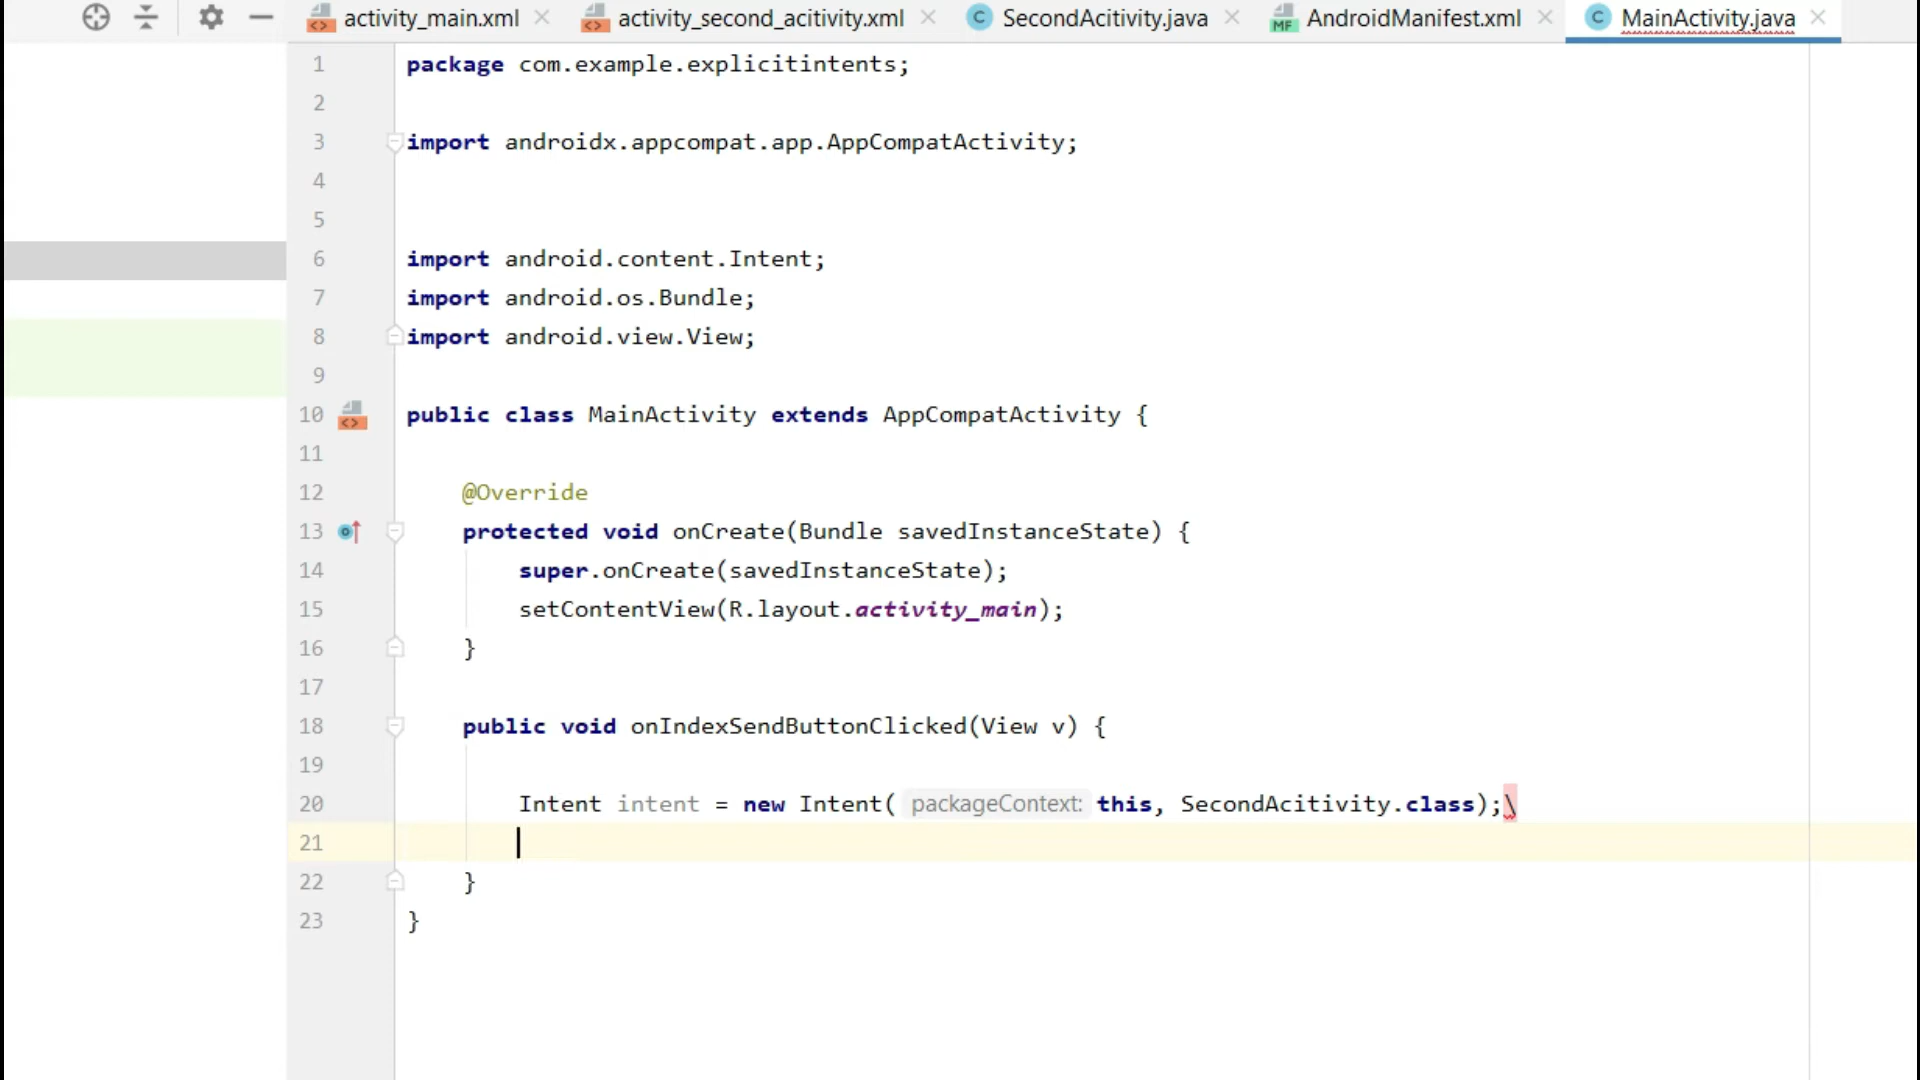 activity_main.xml activity_second_acitivity.xml SecondAcitivity.java AndroidManifest.xml MainActivity.java
1 package com.example.explicitintents;
2
3 import androidx.appcompat.app.AppCompatActivity;
4
5
6 import android.content.Intent;
7 import android.os.Bundle;
8 import android.view.View;
9
10 public class MainActivity extends AppCompatActivity {
11
12 @Override
13 protected void onCreate(Bundle savedInstanceState) {
14 super.onCreate(savedInstanceState);
15 setContentView(R.layout.activity_main);
16 }
17
18 public void onIndexSendButtonClicked(View v) {
19
20 Intent intent = new Intent( packageContext: this, SecondAcitivity.class);\
21
22 }
23 }